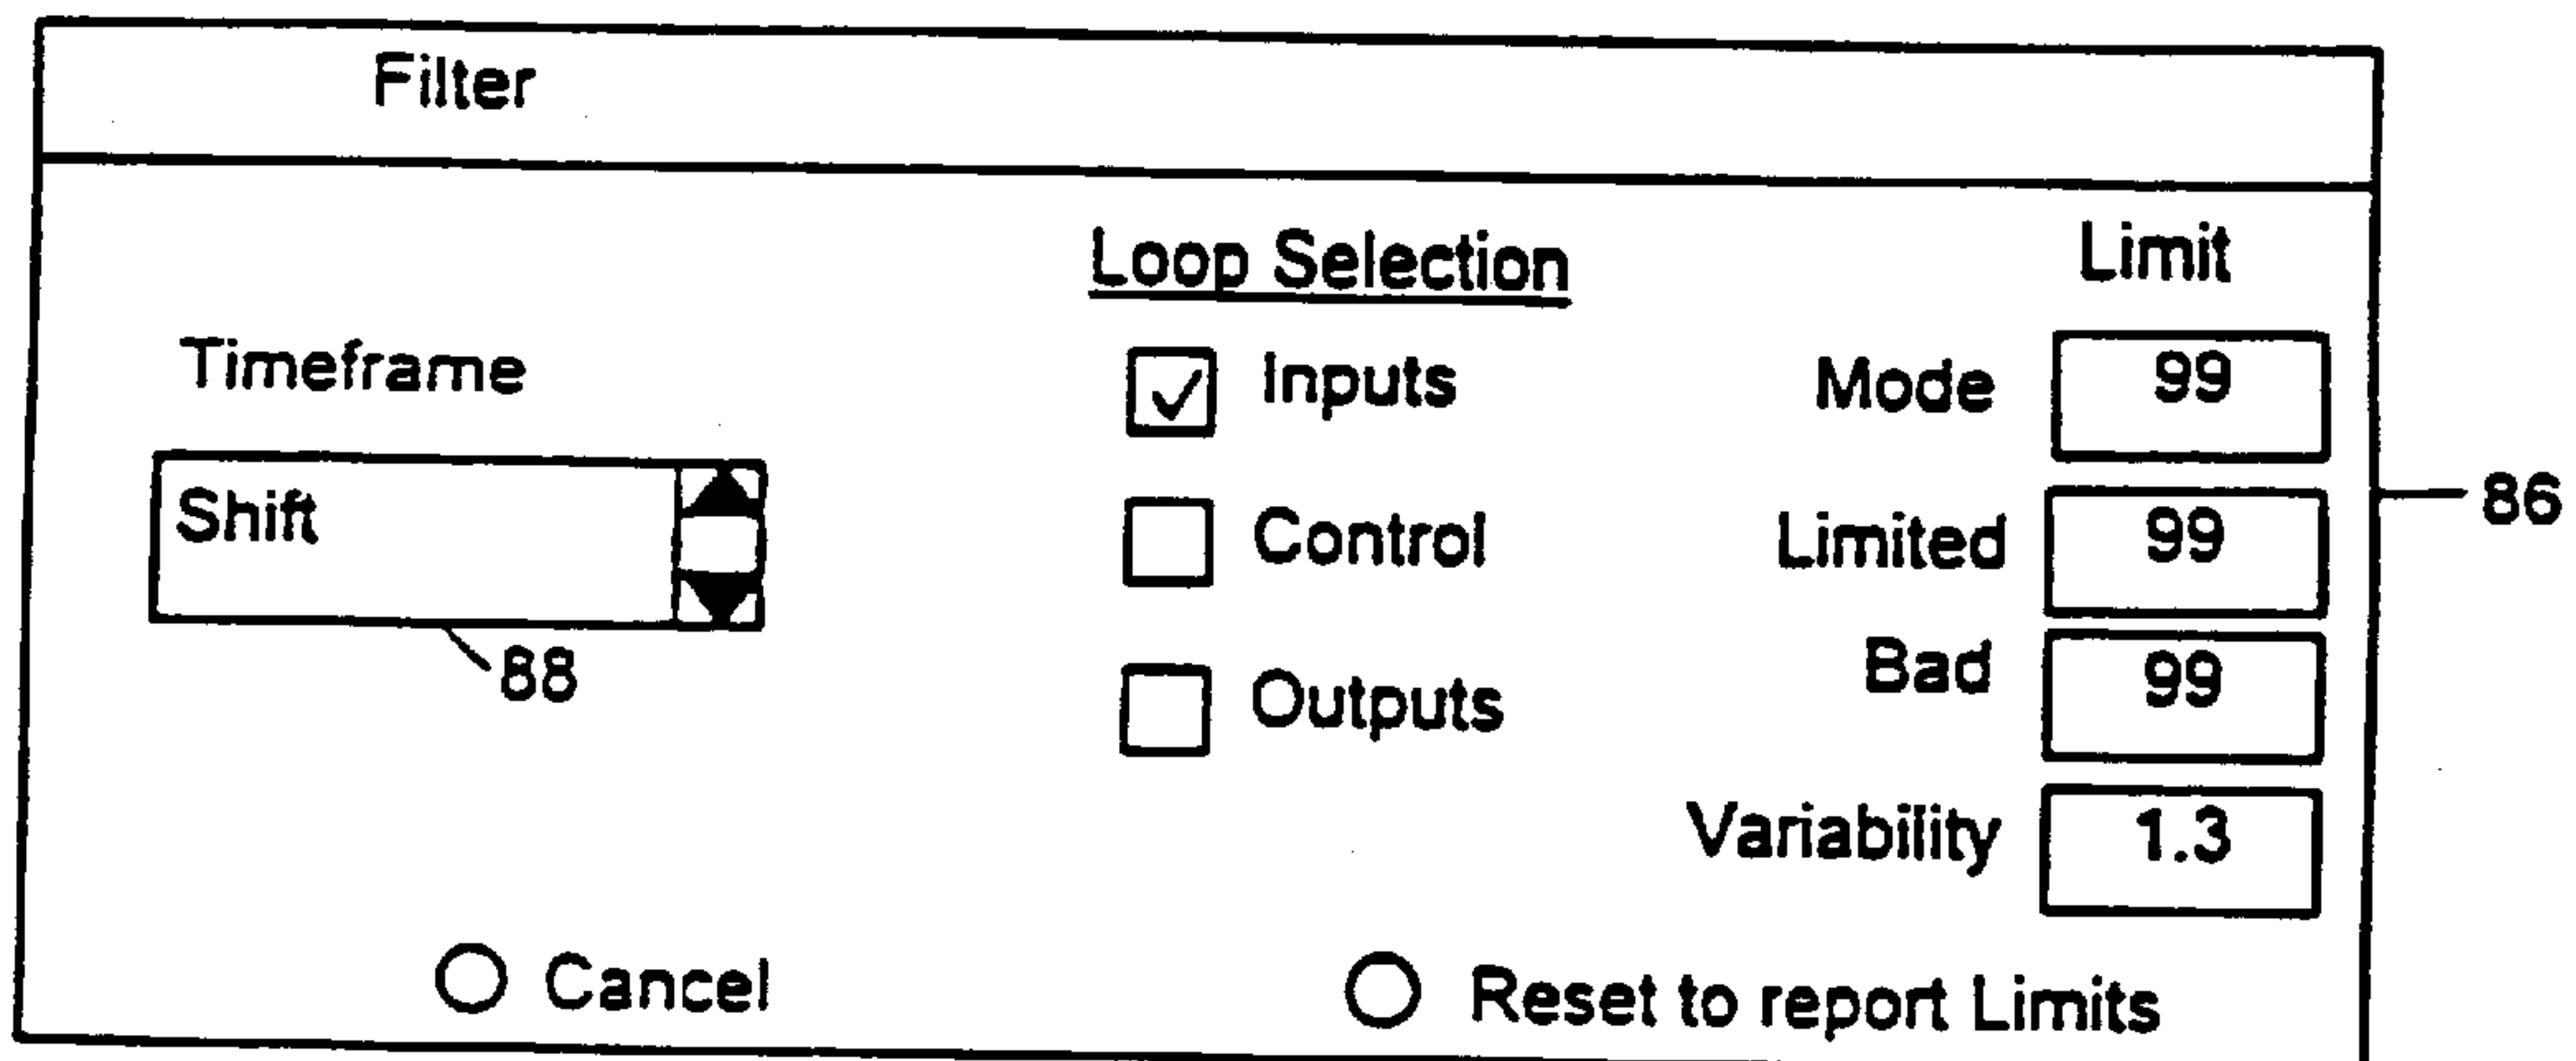 Filter
Loop Selection
Limit
Timeframe
Shift
88
Inputs
Control
Outputs
Mode 99
Limited 99
Bad 99
Variability 1.3
86
Cancel
Reset to report Limits